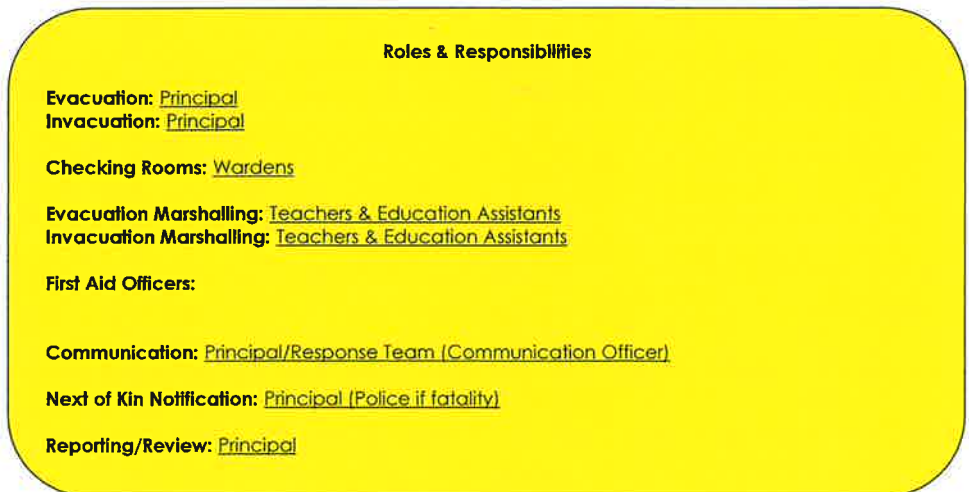 Roles & Responsibilities
Evacuation: Principal
Invacuation: Principal
Checking Rooms: Wardens
Evacuation Marshalling: Teachers & Education Assistants
Invacuation Marshalling: Teachers & Education Assistants
First Aid Officers:
Communication: Principal/Response Team (Communication Officer)
Next of Kin Notification: Principal (Police if fatality)
Reporting/Review: Principal